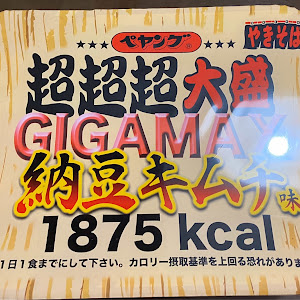 ペヤング®
やきそば
超超超大盛
GIGAMAX
納豆キムチ味
1875 kcal
1日1食までにして下さい。カロリー摂取基準を上回る恐れがありま